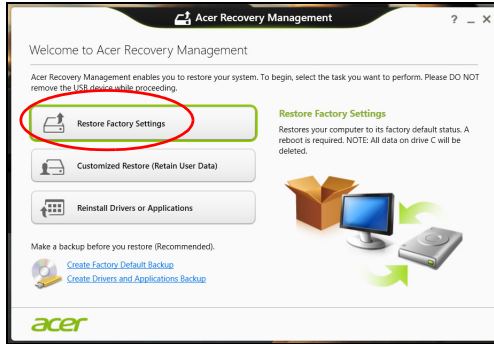 Acer Recovery Management
? _ X
Welcome to Acer Recovery Management
Acer Recovery Management enables you to restore your system. To begin, select the task you want to perform. Please DO NOT
remove the USB device while proceeding.
Restore Factory Settings
Customized Restore (Retain User Data)
Reinstall Drivers or Applications
Restore Factory Settings
Restores your computer to its factory default status. A
reboot is required. NOTE: All data on drive C will be
deleted.
Make a backup before you restore (Recommended).
Create Factory Default Backup
Create Drivers and Applications Backup
acer